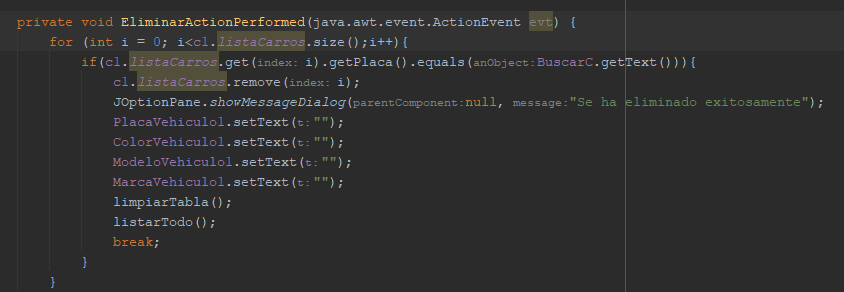 private void EliminarActionPerformed(java.awt.event.ActionEvent evt) {
for (int i = 0; i<cl.listaCarros.size();i++){
if(cl.listaCarros.get(index: i).getPlaca().equals(anObject:BuscarC.getText())){
cl.listaCarros.remove(index: i);
JOptionPane.showMessageDialog(parentComponent:null, message:"Se ha eliminado exitosamente");
PlacaVehiculo1.setText(t:"");
ColorVehiculo1.setText(t:"");
ModeloVehiculo1.setText(t:"");
MarcaVehiculo1.setText(t:"");
limpiarTabla();
listarTodo();
break;
}
}